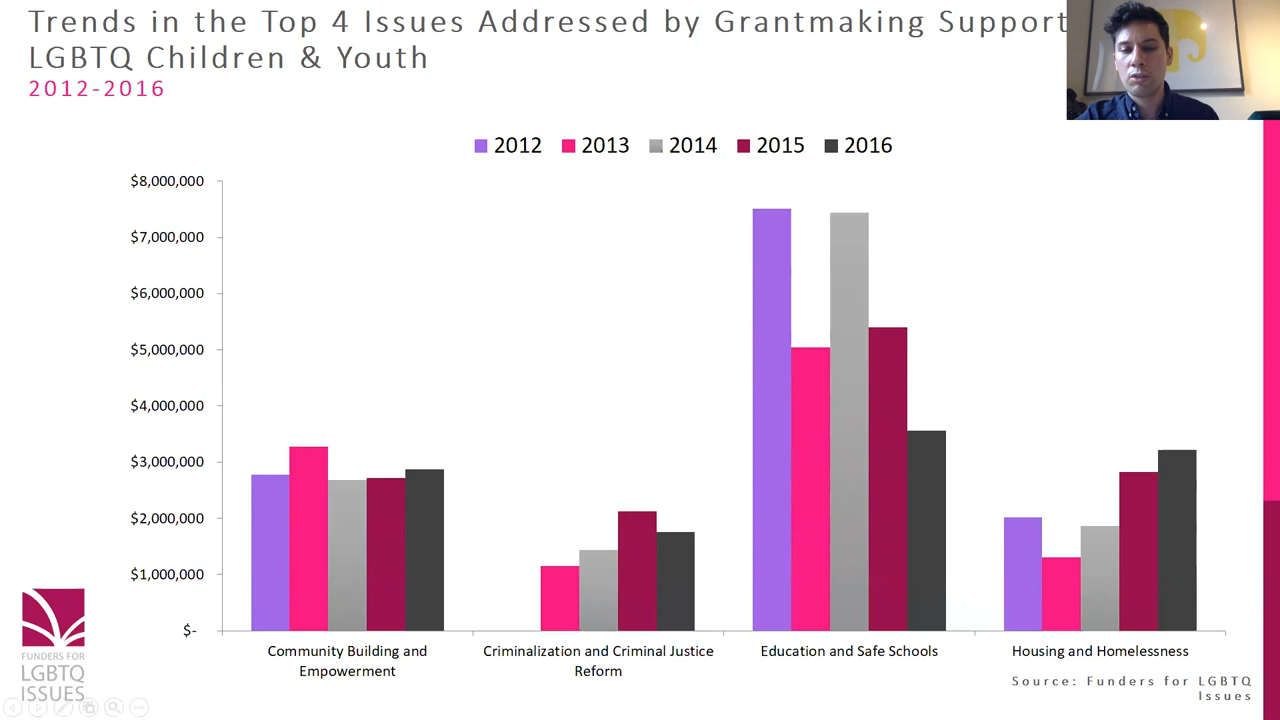 Trends in the Top 4 Issues Addressed by Grantmaking Support
LGBTQ Children & Youth
2012-2016
2012 2013 2014 2015 2016
$8,000,000
$7,000,000
$6,000,000
$5,000,000
$4,000,000
$3,000,000
$2,000,000
$1,000,000
$-
Community Building and
Empowerment
Criminalization and Criminal Justice
Reform
Education and Safe Schools
Housing and Homelessness
Source: Funders for LGBTQ
Issues
FUNDERS FOR
LGBTQ
ISSUES